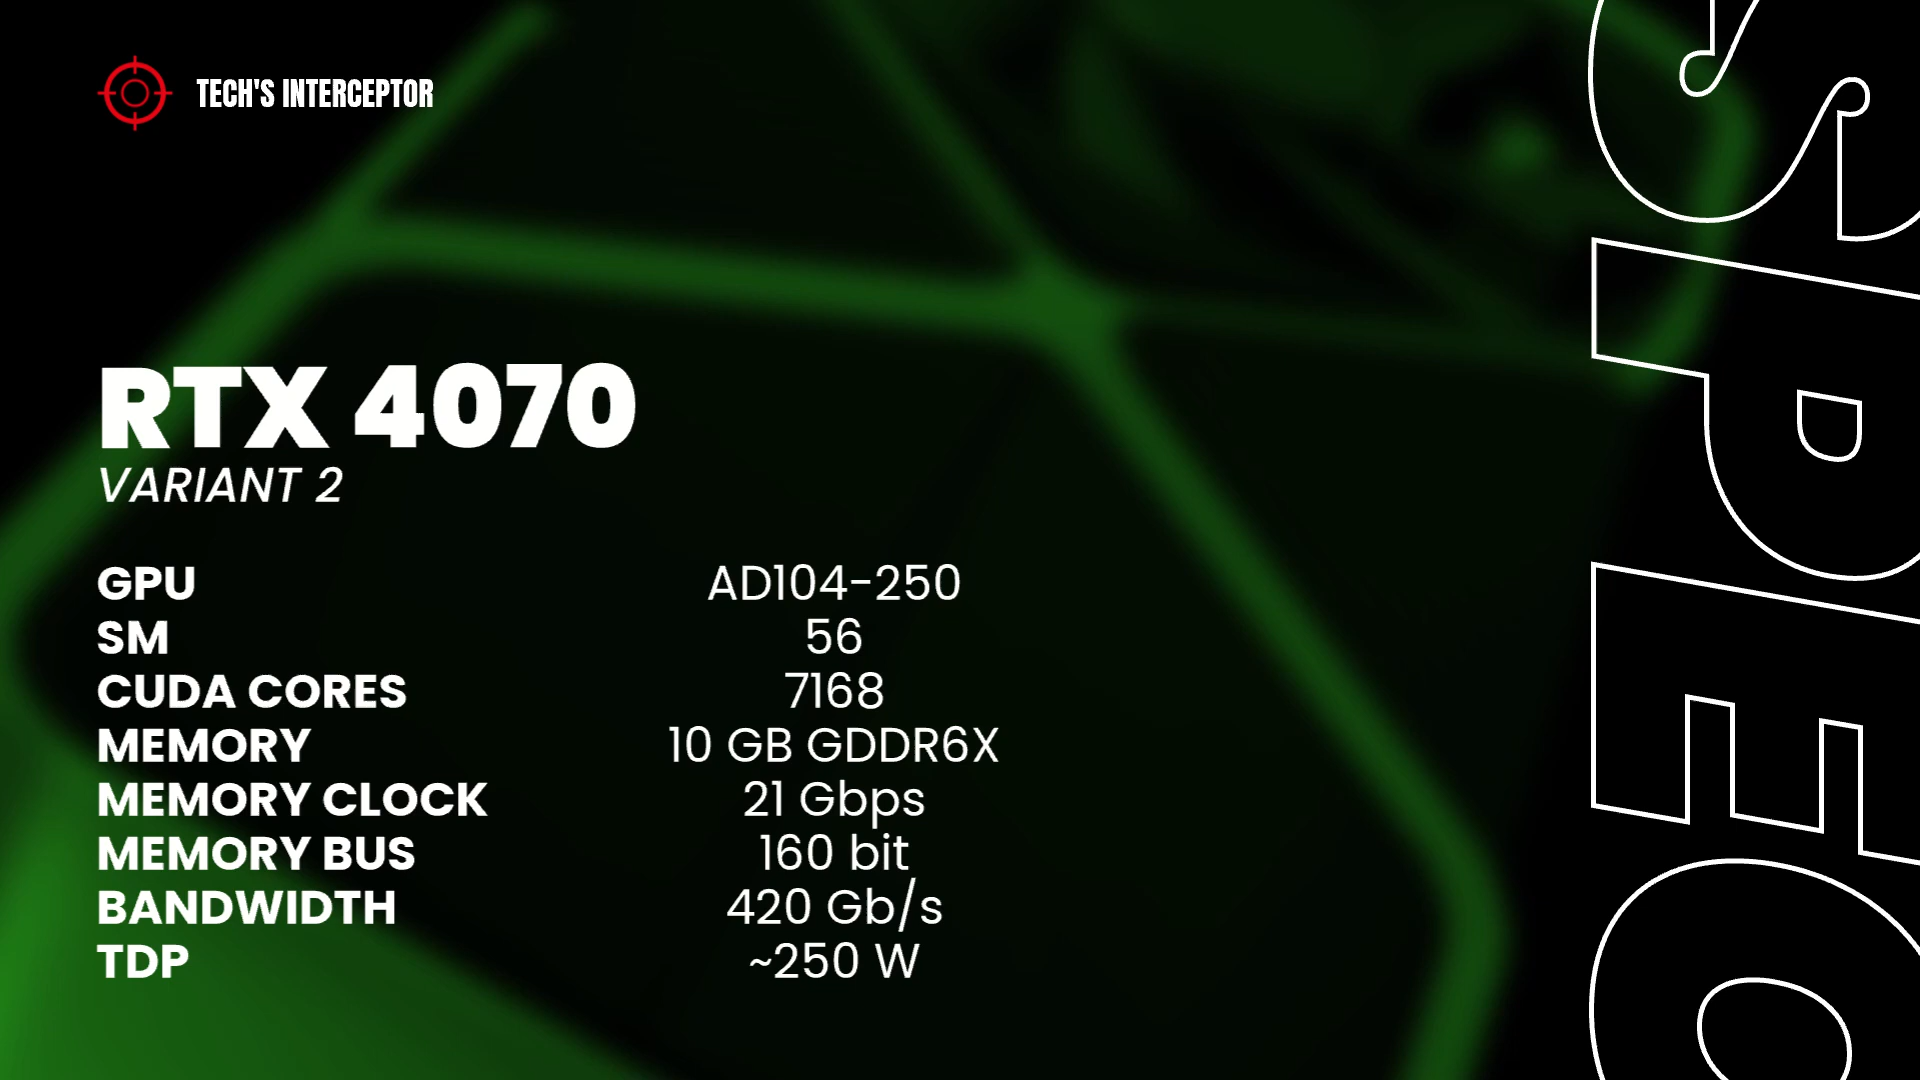 TECH'S INTERCEPTOR
RTX 4070
VARIANT 2
GPU AD104-250
SM 56
CUDA CORES 7168
MEMORY 10 GB GDDR6X
MEMORY CLOCK 21 Gbps
MEMORY BUS 160 bit
BANDWIDTH 420 Gb/s
TDP ~250 W